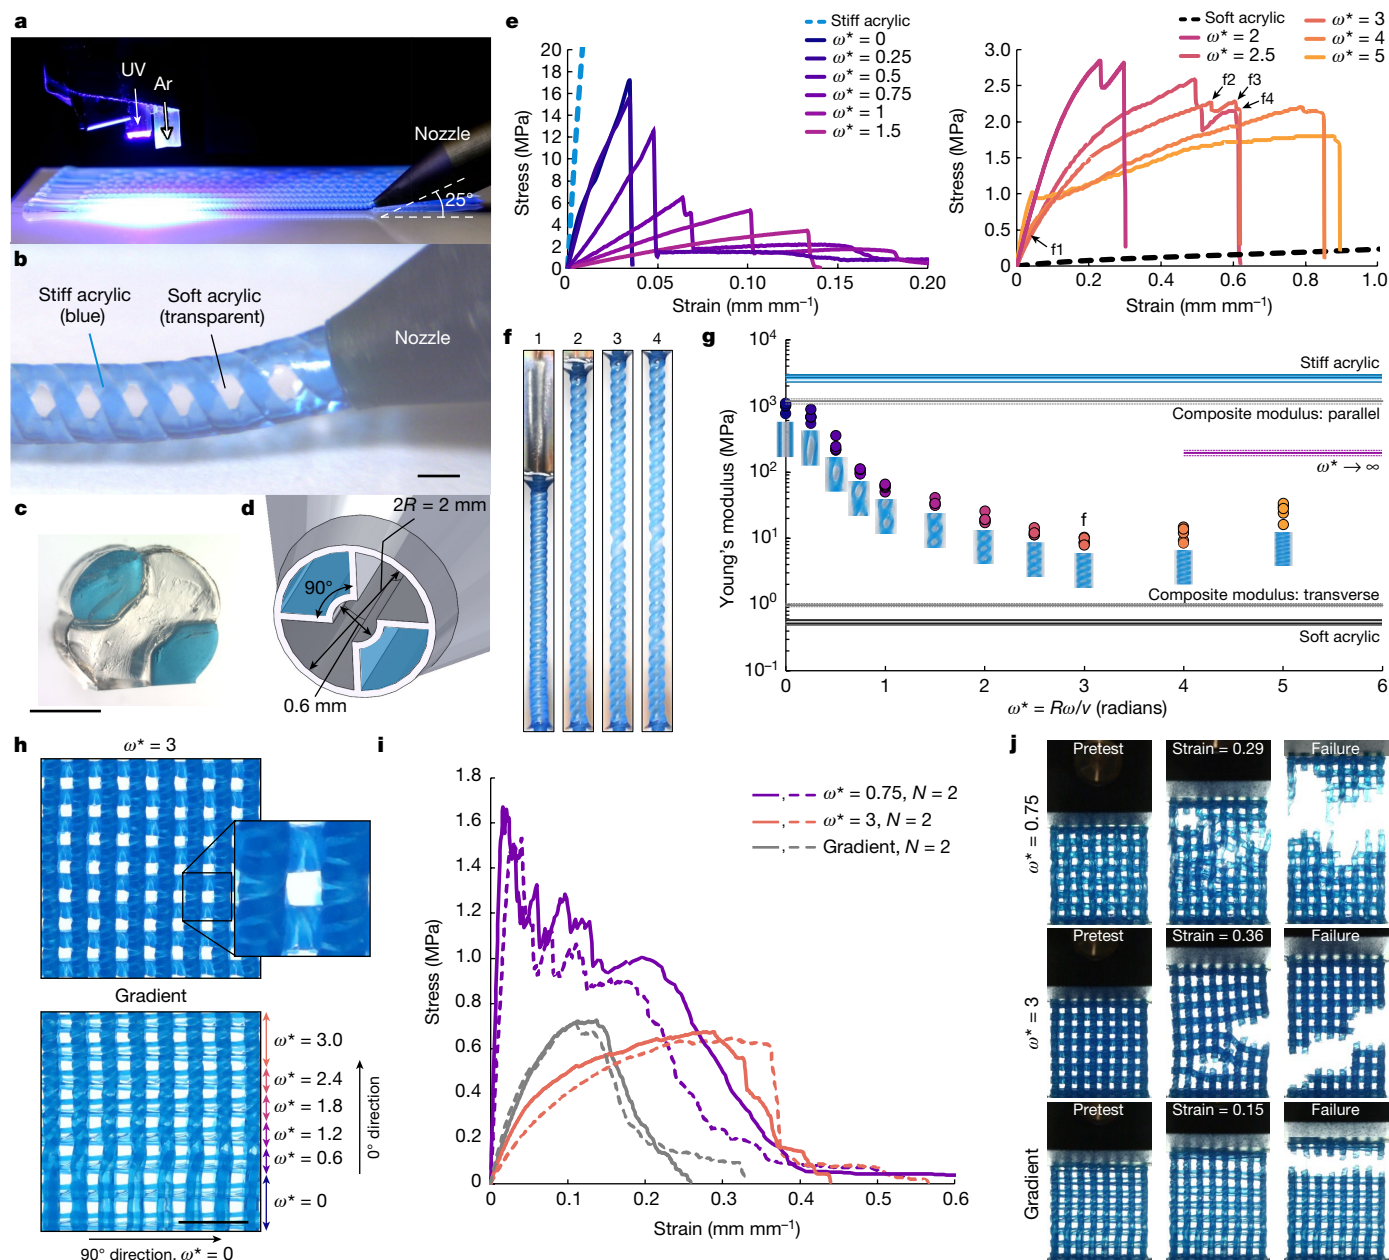 a
UV
Ar
Nozzle
25°
b
Stiff acrylic
(blue)
Soft acrylic
(transparent)
Nozzle
c
d
2R = 2 mm
90°
0.6 mm
e
Stiff acrylic
ω* = 0
ω* = 0.25
ω* = 0.5
ω* = 0.75
ω* = 1
ω* = 1.5
20
18
16
14
12
10
8
6
4
2
0
Stress (MPa)
0
0.05
0.10
0.15
0.20
Strain (mm mm⁻¹)
Soft acrylic
ω* = 2
ω* = 2.5
ω* = 3
ω* = 4
ω* = 5
3.0
2.5
2.0
1.5
1.0
0.5
0
Stress (MPa)
f1
f2
f3
f4
0
0.2
0.4
0.6
0.8
1.0
Strain (mm mm⁻¹)
f
1
2
3
4
g
10⁴
10³
10²
10¹
10⁰
10⁻¹
Young's modulus (MPa)
Stiff acrylic
Composite modulus: parallel
ω* → ∞
f
Composite modulus: transverse
Soft acrylic
0
1
2
3
4
5
6
ω* = Rω/v (radians)
h
ω* = 3
Gradient
ω* = 3.0
ω* = 2.4
ω* = 1.8
ω* = 1.2
ω* = 0.6
ω* = 0
0° direction
90° direction, ω* = 0
i
1.8
1.6
1.4
1.2
1.0
0.8
0.6
0.4
0.2
0
Stress (MPa)
, ω* = 0.75, N = 2
, ω* = 3, N = 2
, Gradient, N = 2
0
0.1
0.2
0.3
0.4
0.5
0.6
Strain (mm mm⁻¹)
j
ω* = 0.75
Pretest
Strain = 0.29
Failure
ω* = 3
Pretest
Strain = 0.36
Failure
Gradient
Pretest
Strain = 0.15
Failure